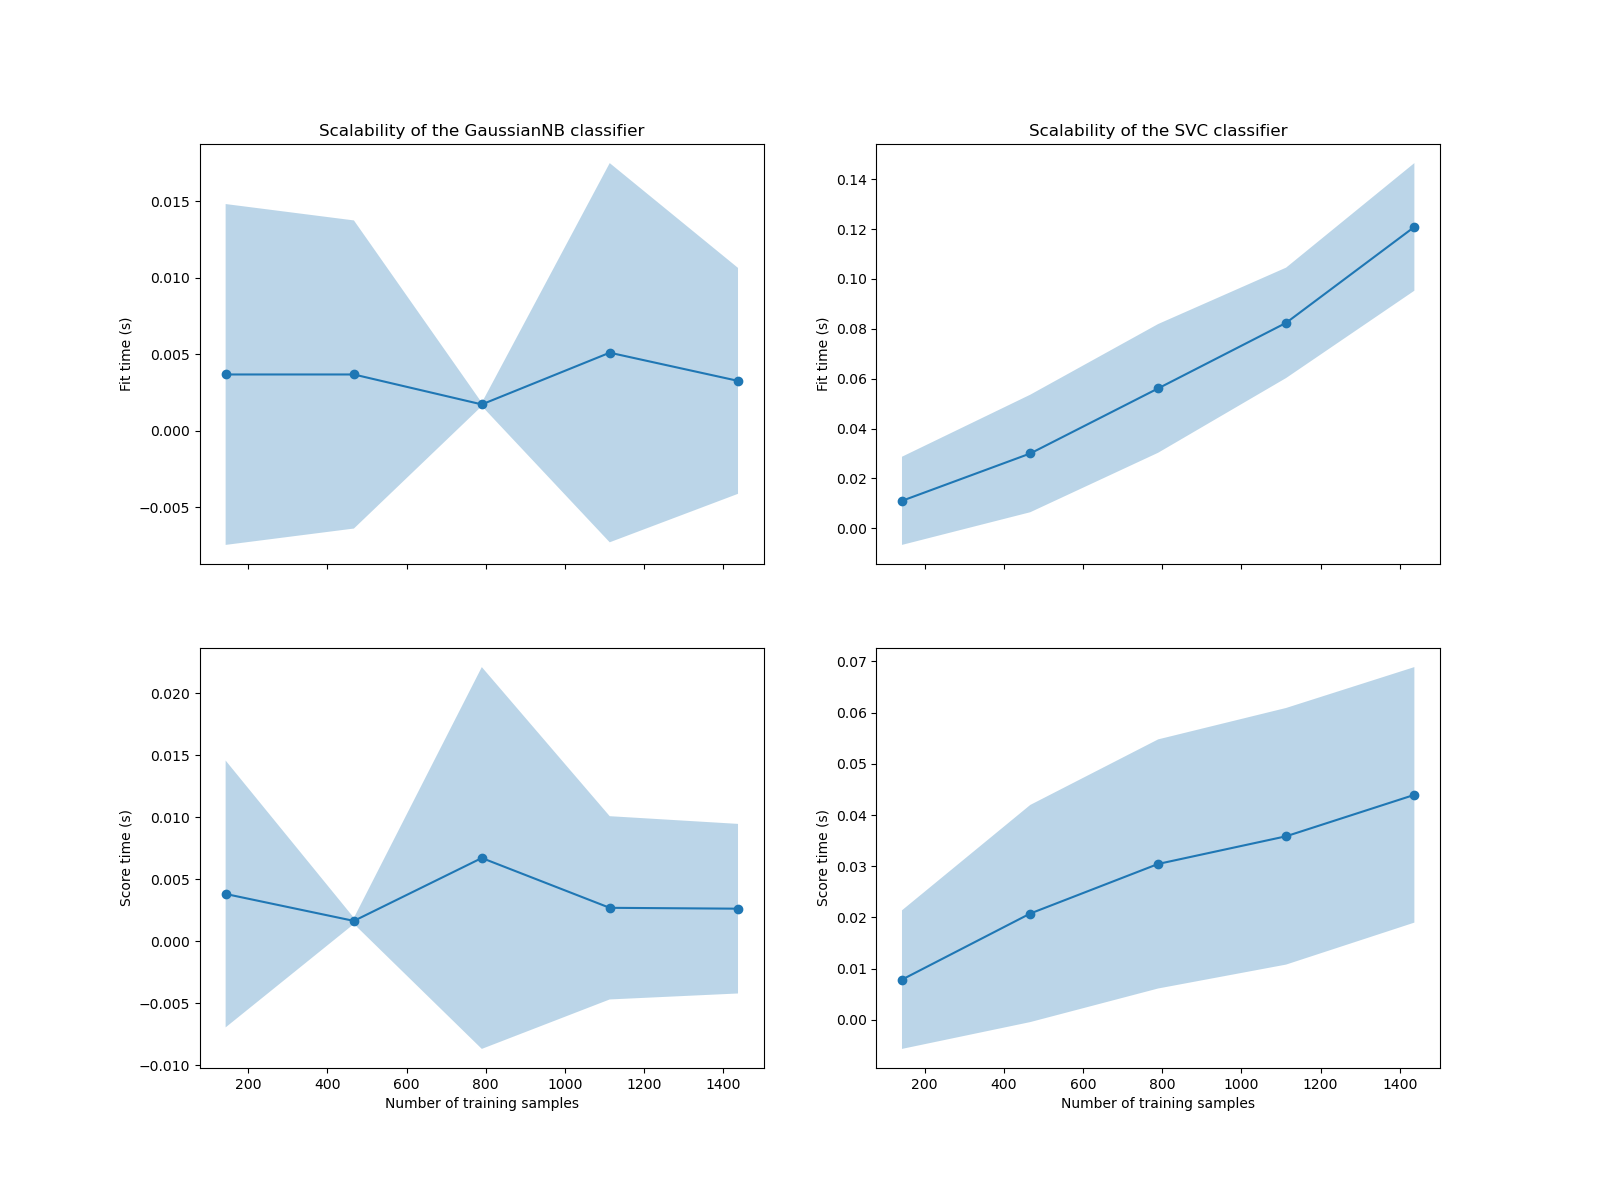 Scalability of the GaussianNB classifier
0.015
0.010
0.005
0.000
−0.005
Fit time (s)
Scalability of the SVC classifier
0.14
0.12
0.10
0.08
0.06
0.04
0.02
0.00
Fit time (s)
0.020
0.015
0.010
0.005
0.000
−0.005
−0.010
Score time (s)
200 400 600 800 1000 1200 1400
Number of training samples
0.07
0.06
0.05
0.04
0.03
0.02
0.01
0.00
Score time (s)
200 400 600 800 1000 1200 1400
Number of training samples